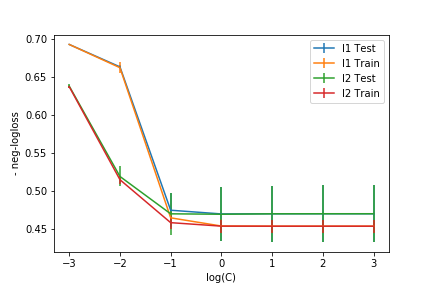 0.70
0.65
0.60
0.55
0.50
0.45
- neg-logloss
l1 Test
l1 Train
l2 Test
l2 Train
−3 −2 −1 0 1 2 3
log(C)